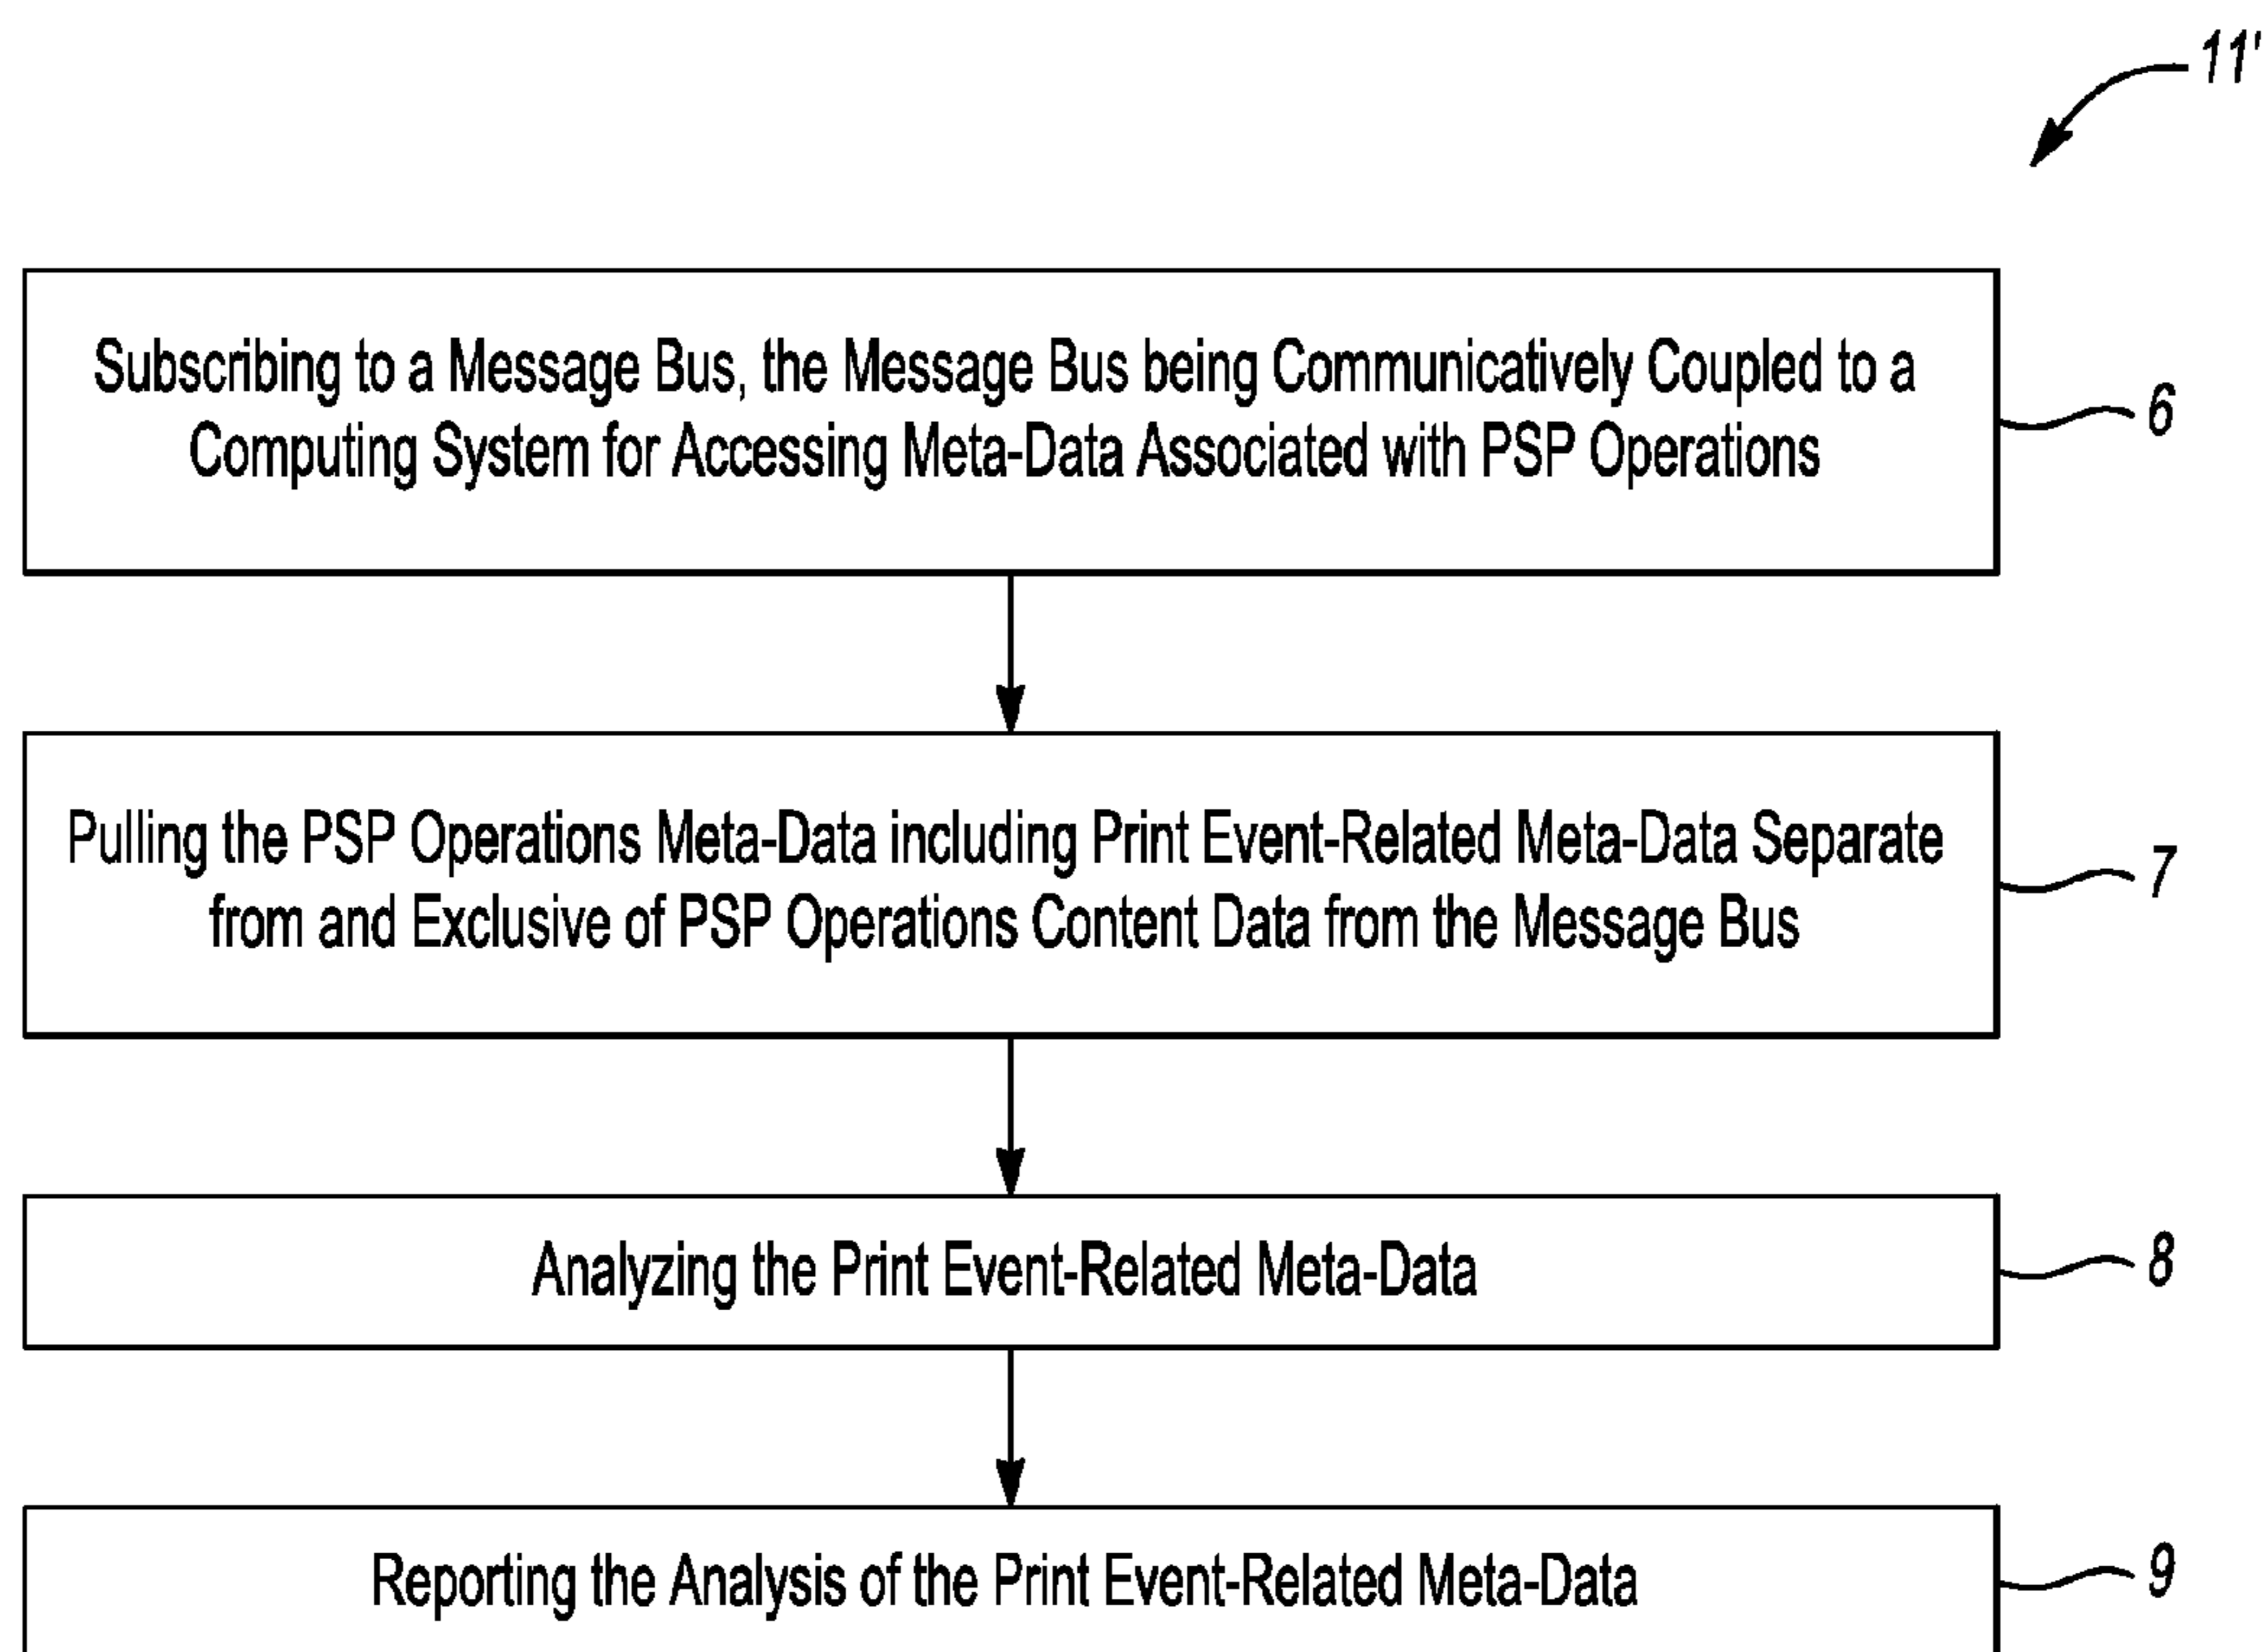 11'
Subscribing to a Message Bus, the Message Bus being Communicatively Coupled to a
Computing System for Accessing Meta-Data Associated with PSP Operations
6
Pulling the PSP Operations Meta-Data including Print Event-Related Meta-Data Separate
from and Exclusive of PSP Operations Content Data from the Message Bus
7
Analyzing the Print Event-Related Meta-Data
8
Reporting the Analysis of the Print Event-Related Meta-Data
9